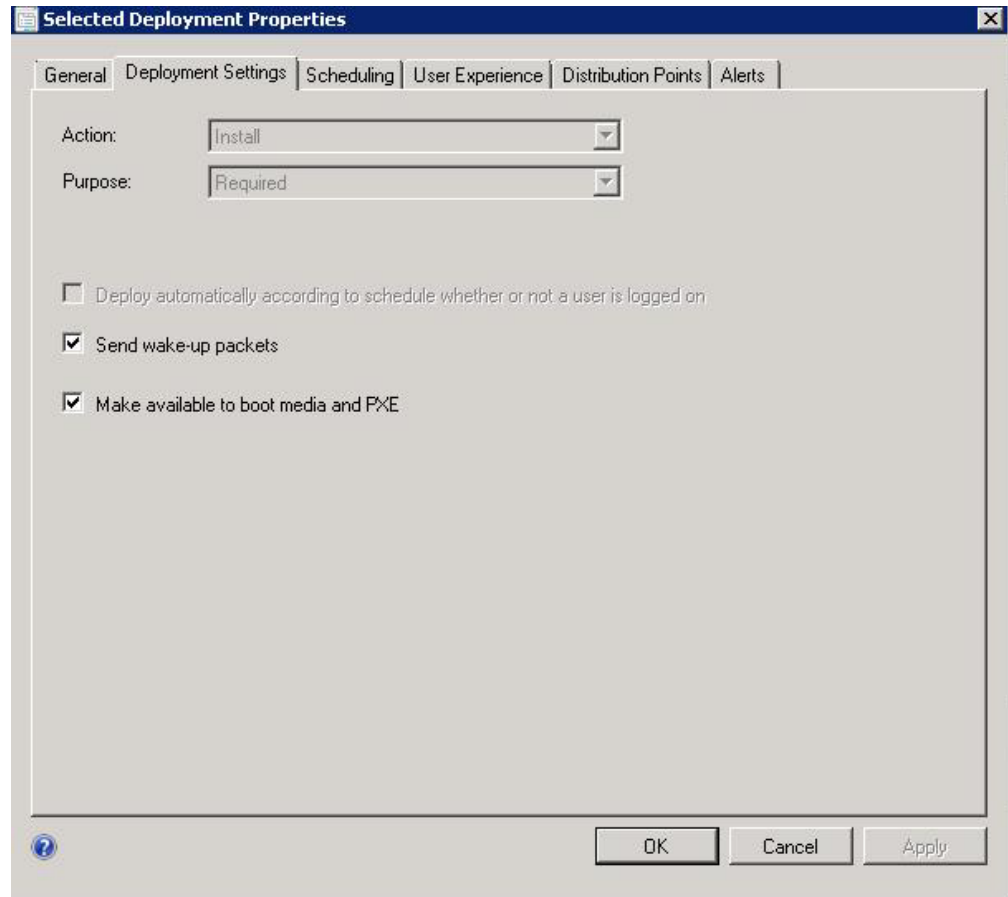 Selected Deployment Properties
General Deployment Settings Scheduling User Experience Distribution Points Alerts
Action: Install
Purpose: Required
Deploy automatically according to schedule whether or not a user is logged on
Send wake-up packets
Make available to boot media and PXE
? OK Cancel Apply